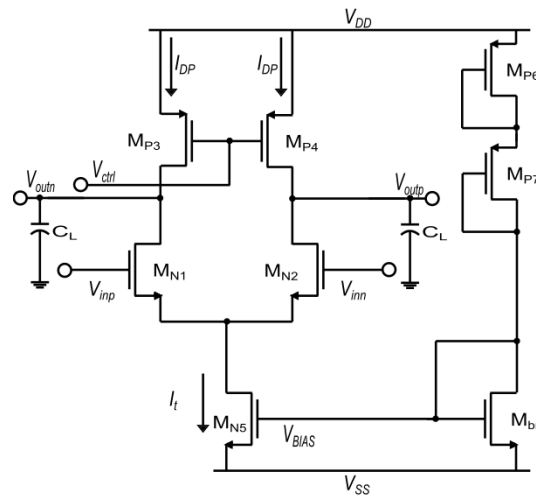 V_DD
I_DP
I_DP
M_P6
M_P3
M_P4
V_outn
V_ctrl
V_outp
M_P7
C_L
C_L
M_N1
M_N2
V_inp
V_inn
I_t
M_N5
V_BIAS
M_bi
V_SS